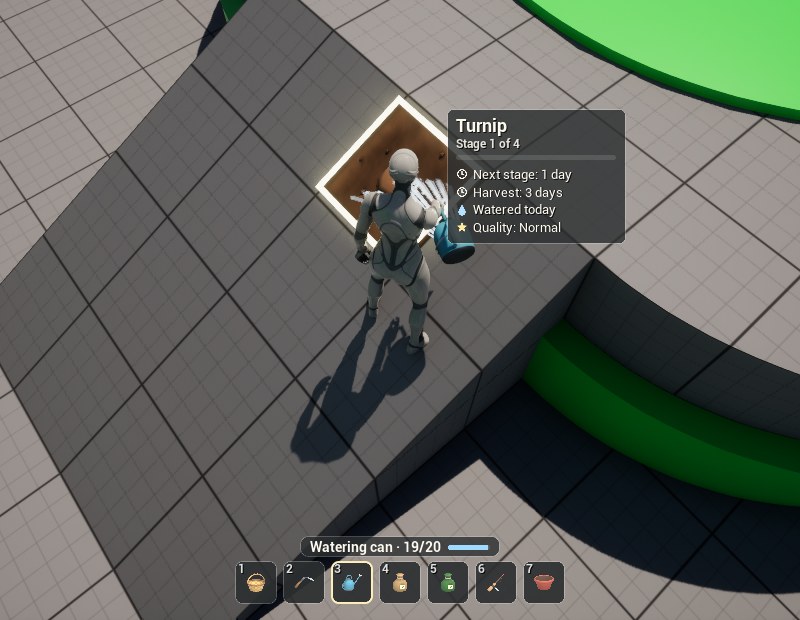 Turnip
Stage 1 of 4
Next stage: 1 day
Harvest: 3 days
Watered today
Quality: Normal
Watering can · 19/20
1 2 3 4 5 6 7